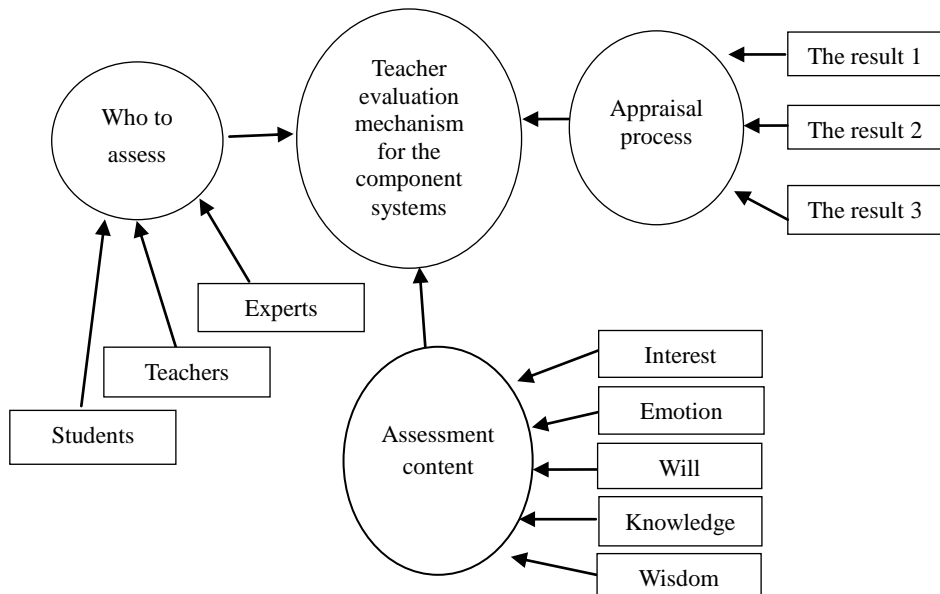 Who to
assess
Teacher
evaluation
mechanism
for the
component
systems
Appraisal
process
The result 1
The result 2
The result 3
Experts
Teachers
Students
Assessment
content
Interest
Emotion
Will
Knowledge
Wisdom